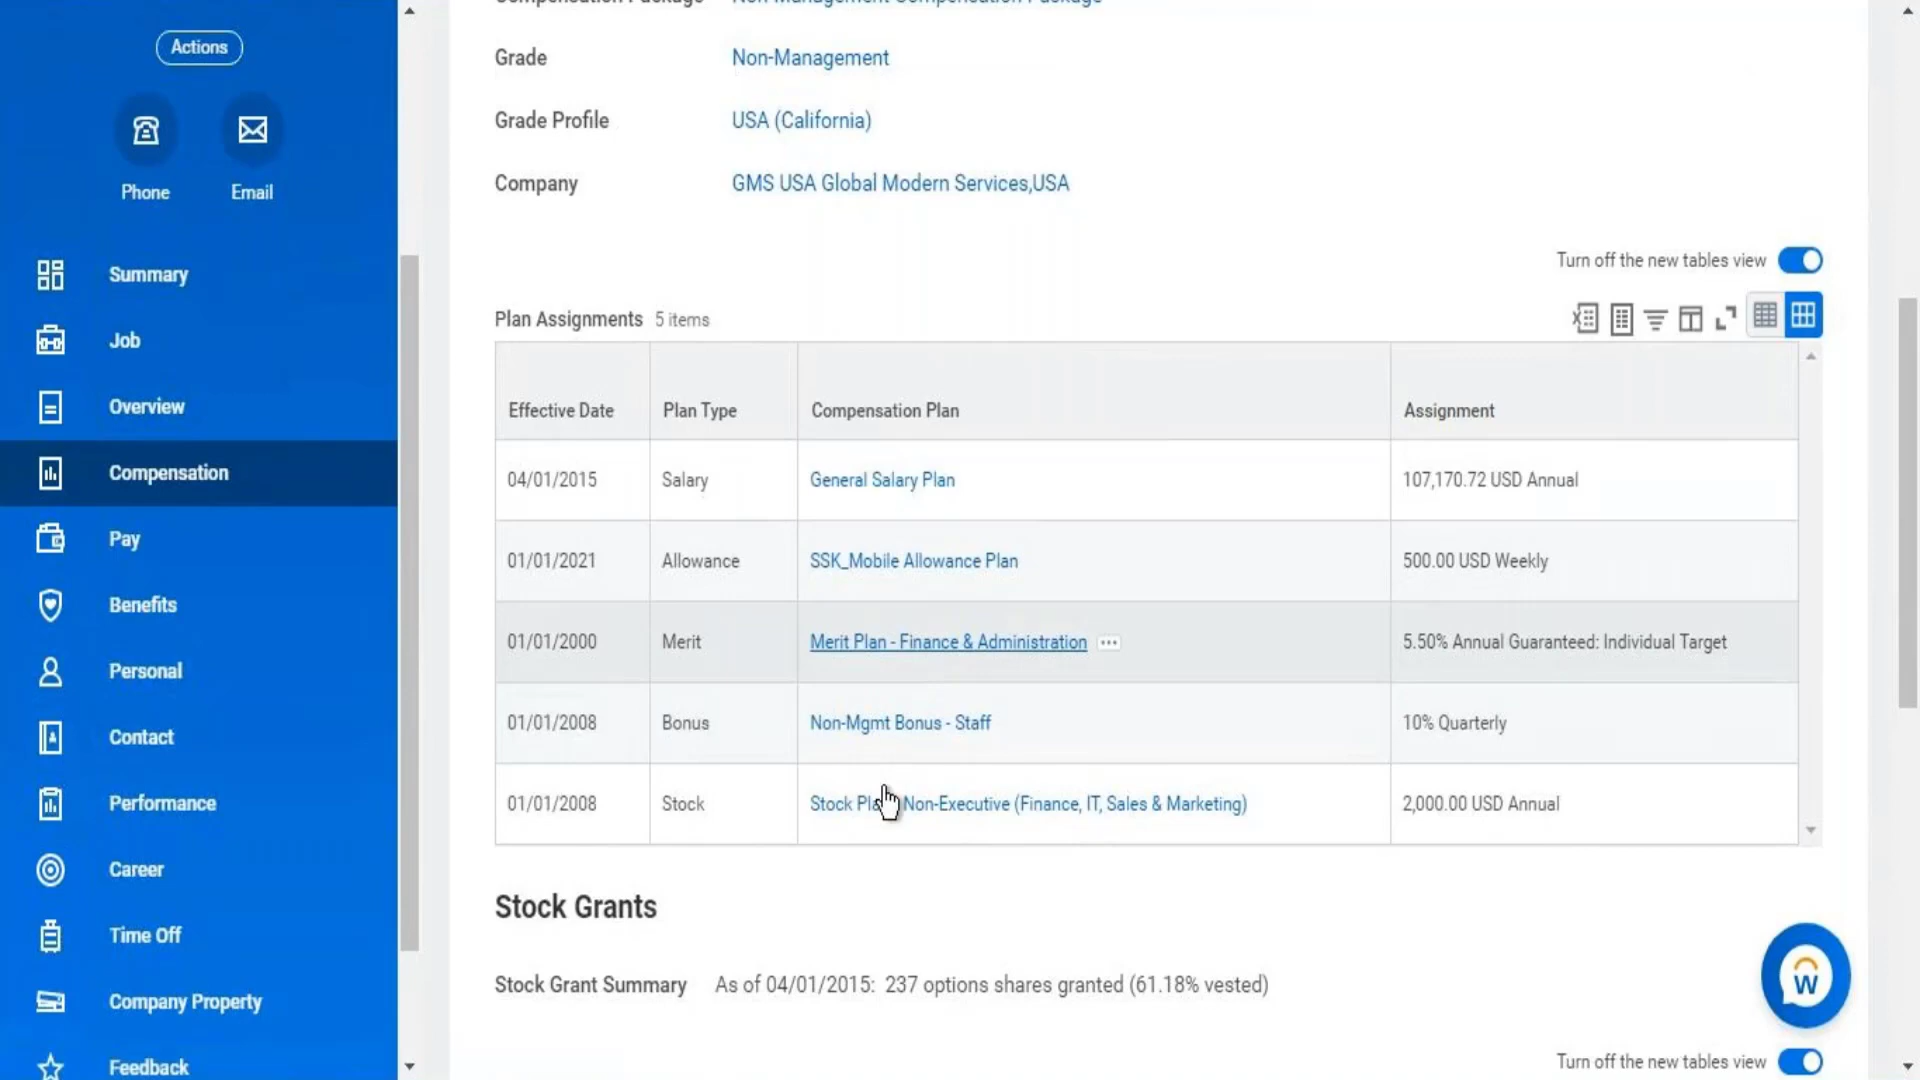 Actions
Phone
Email
Summary
Job
Overview
Compensation
Pay
Benefits
Personal
Contact
Performance
Career
Time Off
Company Property
Feedback
Compensation Package Non-Management Compensation Package
Grade Non-Management
Grade Profile USA (California)
Company GMS USA Global Modern Services,USA
Turn off the new tables view
Plan Assignments 5 items
Effective Date Plan Type Compensation Plan Assignment
04/01/2015 Salary General Salary Plan 107,170.72 USD Annual
01/01/2021 Allowance SSK_Mobile Allowance Plan 500.00 USD Weekly
01/01/2000 Merit Merit Plan - Finance & Administration 5.50% Annual Guaranteed: Individual Target
01/01/2008 Bonus Non-Mgmt Bonus - Staff 10% Quarterly
01/01/2008 Stock Stock Non-Executive (Finance, IT, Sales & Marketing) 2,000.00 USD Annual
Stock Grants
Stock Grant Summary As of 04/01/2015: 237 options shares granted (61.18% vested)
W
Turn off the new tables view